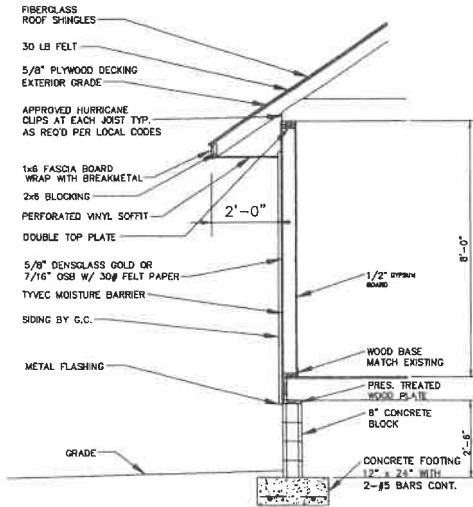 FIBERGLASS
ROOF SHINGLES
30 LB FELT
5/8" PLYWOOD DECKING
EXTERIOR GRADE
APPROVED HURRICANE
CLIPS AT EACH JOIST TYP.
AS REQ'D PER LOCAL CODES
1x6 FASCIA BOARD
WRAP WITH BREAKMETAL
2x6 BLOCKING
PERFORATED VINYL SOFFIT
2'-0"
DOUBLE TOP PLATE
5/8" DENSGLASS GOLD OR
7/16" OSB W/ 30# FELT PAPER
TYVEC MOISTURE BARRIER
SIDING BY G.C.
METAL FLASHING
GRADE
8'-0"
1/2" GYPSUM
BOARD
WOOD BASE
MATCH EXISTING
PRES. TREATED
WOOD PLATE
8" CONCRETE
BLOCK
2'-6"
CONCRETE FOOTING
12" x 24" WITH
2-#5 BARS CONT.